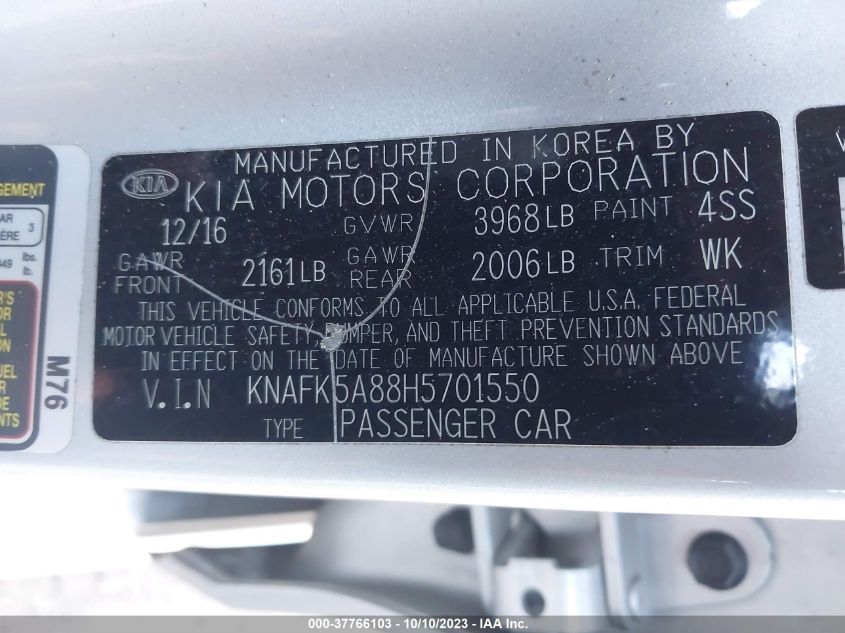 MANUFACTURED IN KOREA BY
KIA KIA MOTORS CORPORATION
12/16 GVWR 3968LB PAINT 4SS
GAWR FRONT 2161LB GAWR REAR 2006LB TRIM WK
THIS VEHICLE CONFORMS TO ALL APPLICABLE U.S.A. FEDERAL
MOTOR VEHICLE SAFETY, BUMPER, AND THEFT PREVENTION STANDARDS
IN EFFECT ON THE DATE OF MANUFACTURE SHOWN ABOVE
V.I.N KNAFK5A88H5701550
TYPE PASSENGER CAR
M76
000-37766103 - 10/10/2023 - IAA Inc.